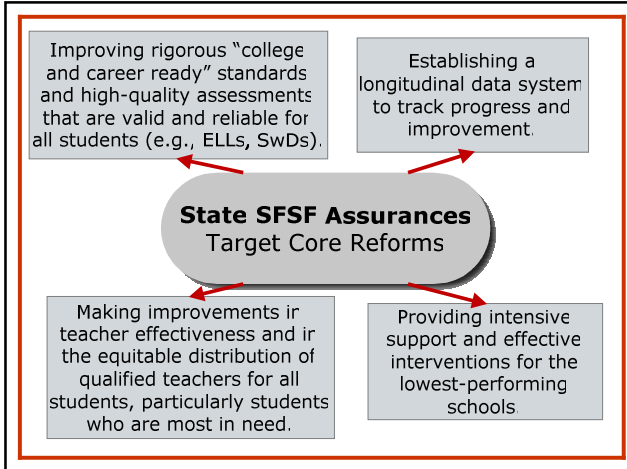 Improving rigorous “college
and career ready” standards
and high-quality assessments
that are valid and reliable for
all students (e.g., ELLs, SwDs).
Establishing a
longitudinal data system
to track progress and
improvement.
State SFSF Assurances
Target Core Reforms
Making improvements in
teacher effectiveness and in
the equitable distribution of
qualified teachers for all
students, particularly students
who are most in need.
Providing intensive
support and effective
interventions for the
lowest-performing
schools.